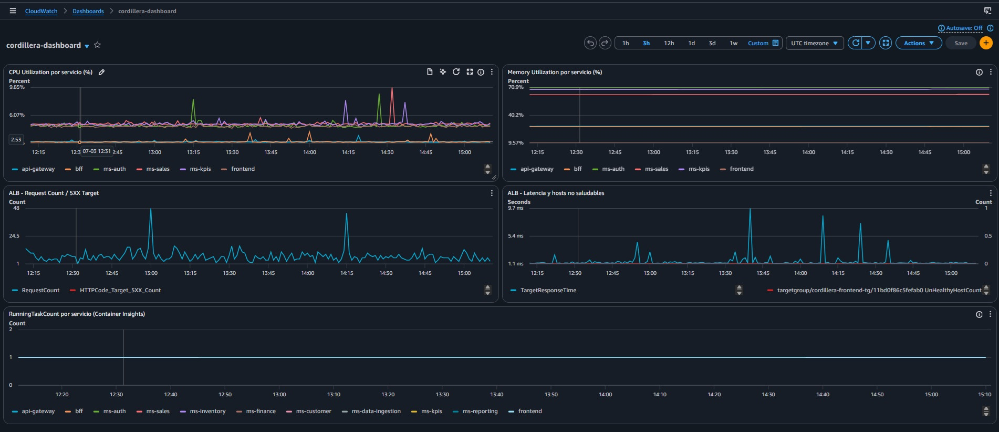 CloudWatch > Dashboards > cordillera-dashboard
Autosave: Off
cordillera-dashboard
1h 3h 12h 1d 3d 1w Custom UTC timezone Actions Save
CPU Utilization por servicio (%)
Percent
9.85%
6.07%
2.53
12:15 12:3 07-03 12:31 2:45 13:00 13:15 13:30 13:45 14:00 14:15 14:30 14:45 15:00
api-gateway bff ms-auth ms-sales ms-kpis frontend
Memory Utilization por servicio (%)
Percent
70.9%
40.2%
9.57%
12:15 12:30 12:45 13:00 13:15 13:30 13:45 14:00 14:15 14:30 14:45 15:00
api-gateway bff ms-auth ms-sales ms-kpis frontend
ALB - Request Count / 5XX Target
Count
48
24.5
1
12:15 12:30 12:45 13:00 13:15 13:30 13:45 14:00 14:15 14:30 14:45 15:00
RequestCount HTTPCode_Target_5XX_Count
ALB - Latencia y hosts no saludables
Seconds Count
9.7 ms 1
5.4 ms 0.5
1.1 ms 0
12:15 12:30 12:45 13:00 13:15 13:30 13:45 14:00 14:15 14:30 14:45 15:00
TargetResponseTime targetgroup/cordillera-frontend-tg/11bd0f86c5fefab0 UnHealthyHostCount
RunningTaskCount por servicio (Container Insights)
Count
2
1
0
12:20 12:30 12:40 12:50 13:00 13:10 13:20 13:30 13:40 13:50 14:00 14:10 14:20 14:30 14:40 14:50 15:00 15:10
api-gateway bff ms-auth ms-sales ms-inventory ms-finance ms-customer ms-data-ingestion ms-kpis ms-reporting frontend